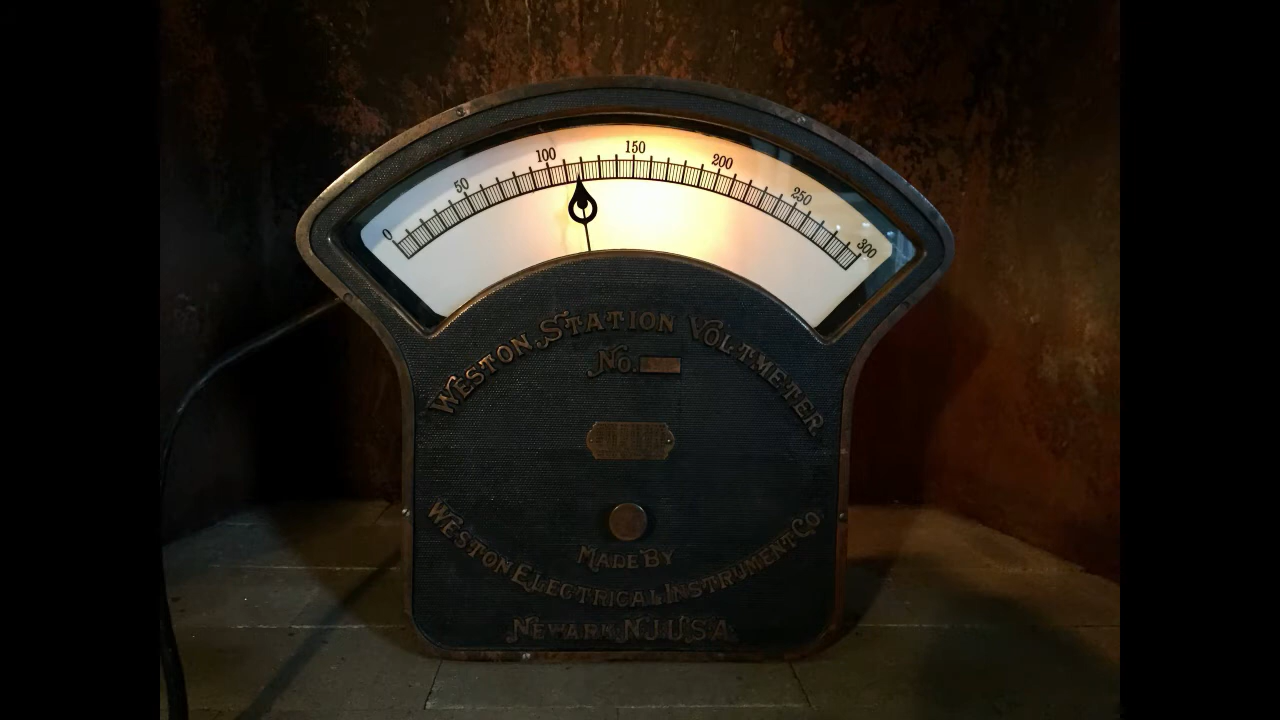 0 50 100 150 200 250 300
WESTON STATION VOLTMETER
No.
MADE BY
WESTON ELECTRICAL INSTRUMENT Co.
NEWARK N.J. U.S.A.